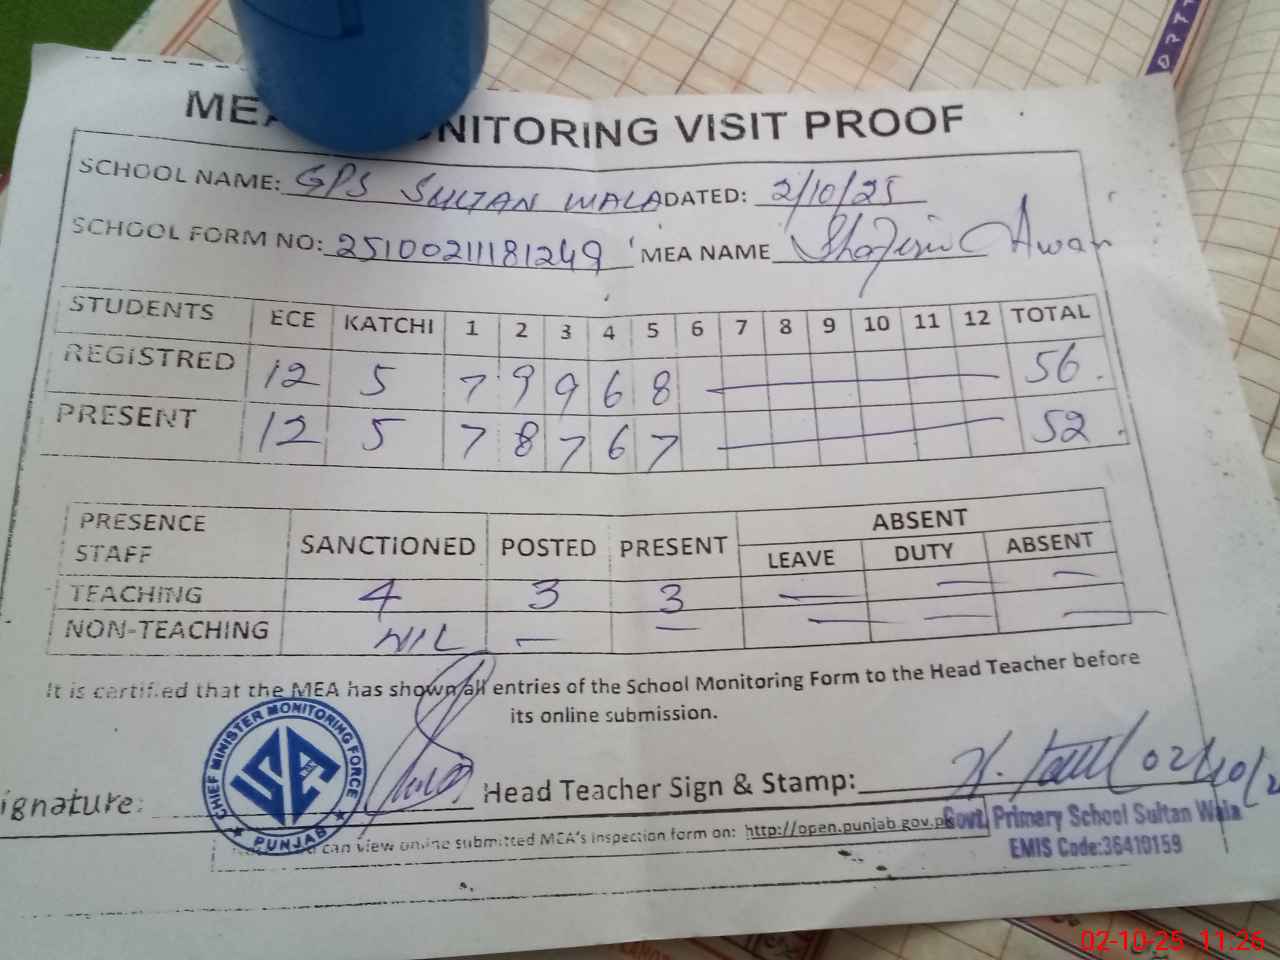 MEA MONITORING VISIT PROOF
SCHOOL NAME: GPS SULTAN WALA DATED: 2/10/25
SCHOOL FORM NO: 25100211181249 MEA NAME Awan
STUDENTS ECE KATCHI 1 2 3 4 5 6 7 8 9 10 11 12 TOTAL
REGISTRED 12 5 7 9 9 6 8 — 56.
PRESENT 12 5 7 8 7 6 7 — 52.
PRESENCE STAFF SANCTIONED POSTED PRESENT ABSENT
LEAVE DUTY ABSENT
TEACHING 4 3 3 — — —
NON-TEACHING NIL — — — — —
It is certified that the MEA has shown all entries of the School Monitoring Form to the Head Teacher before
its online submission.
ignature: Head Teacher Sign & Stamp: 02/10/2
CHIEF MINISTER MONITORING FORCE
PUNJAB
can view online submitted MEA's inspection form on: http://open.punjab.gov.p
Govt. Primary School Sultan Wala
EMIS Code:38410159
02-10-25 11:26